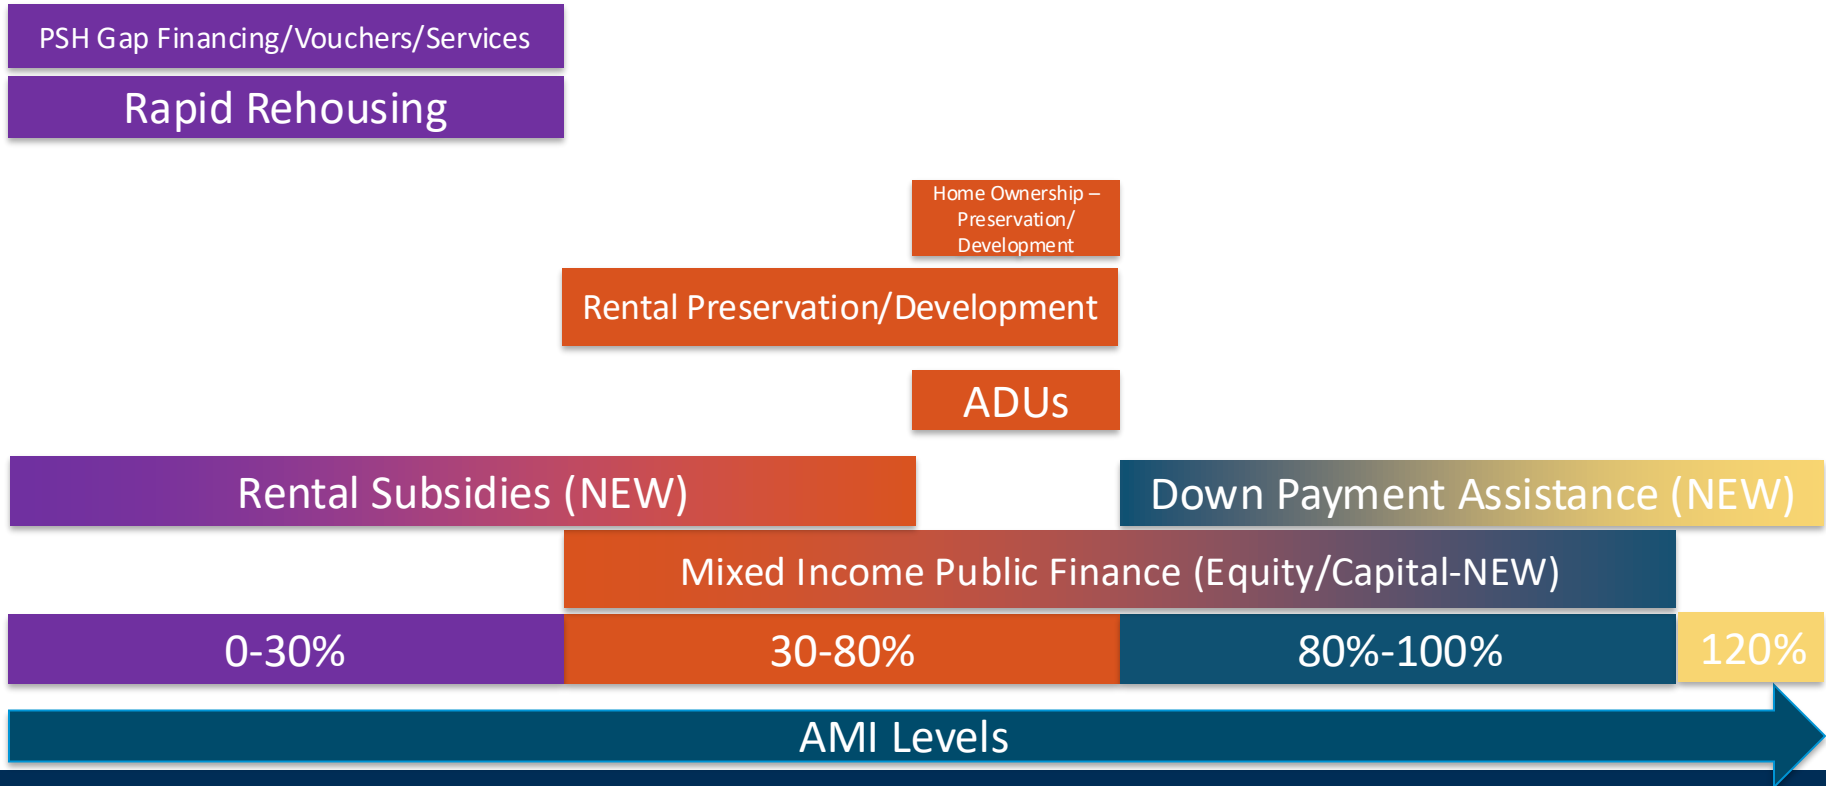 PSH Gap Financing/Vouchers/Services
Rapid Rehousing
Home Ownership –
Preservation/
Development
Rental Preservation/Development
ADUs
Rental Subsidies (NEW)
Down Payment Assistance (NEW)
Mixed Income Public Finance (Equity/Capital-NEW)
0-30%
30-80%
80%-100%
120%
AMI Levels